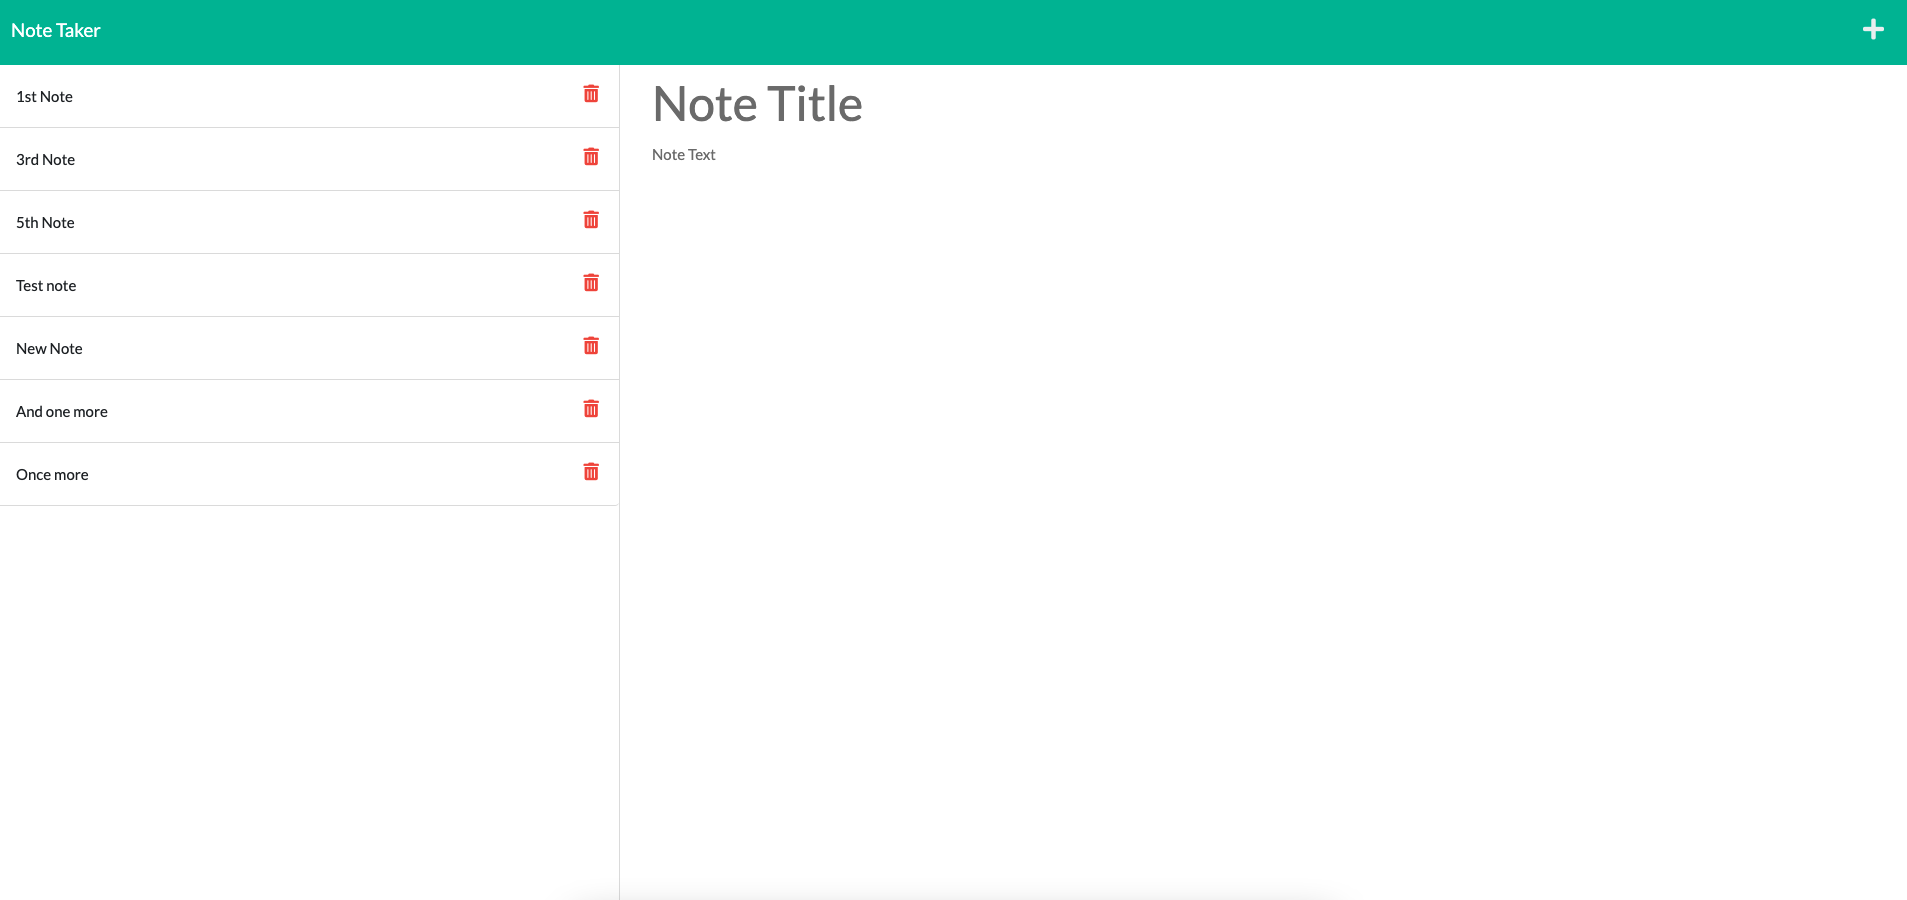 Note Taker
1st Note
3rd Note
5th Note
Test note
New Note
And one more
Once more
Note Title
Note Text